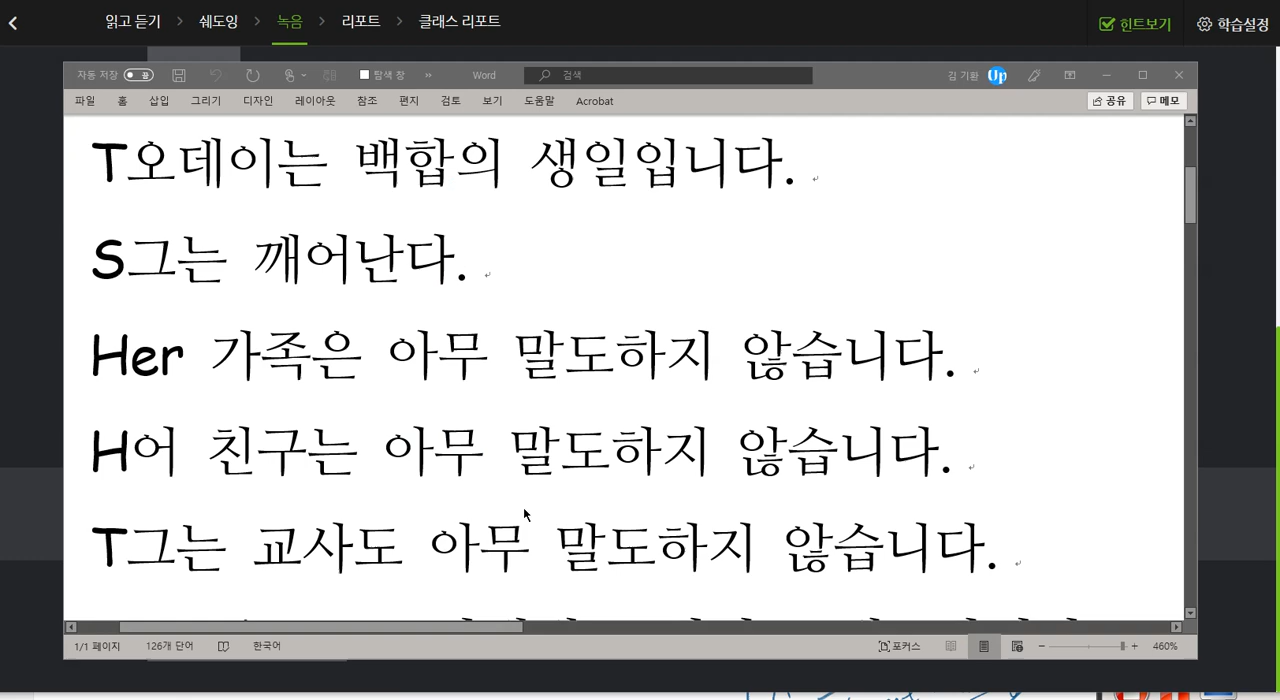 읽고 듣기 > 쉐도잉 > 녹음 > 리포트 > 클래스 리포트
힌트보기 학습설정
자동 저장 끔 탐색 창 » Word 검색 김 기환 Up
파일 홈 삽입 그리기 디자인 레이아웃 참조 편지 검토 보기 도움말 Acrobat 공유 메모
T오데이는 백합의 생일입니다.
S그는 깨어난다.
Her 가족은 아무 말도하지 않습니다.
H어 친구는 아무 말도하지 않습니다.
T그는 교사도 아무 말도하지 않습니다.
1/1 페이지 126개 단어 한국어 포커스 460%